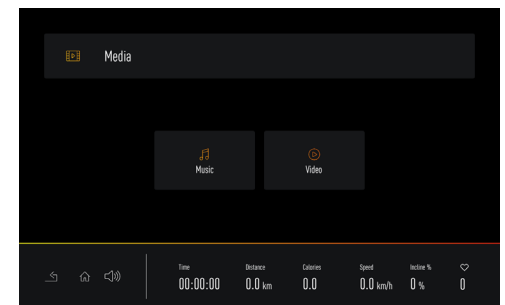 Media
Music
Video
Time
Distance
Calories
Speed
Incline %
00:00:00
0.0 km
0.0
0.0 km/h
0 %
0